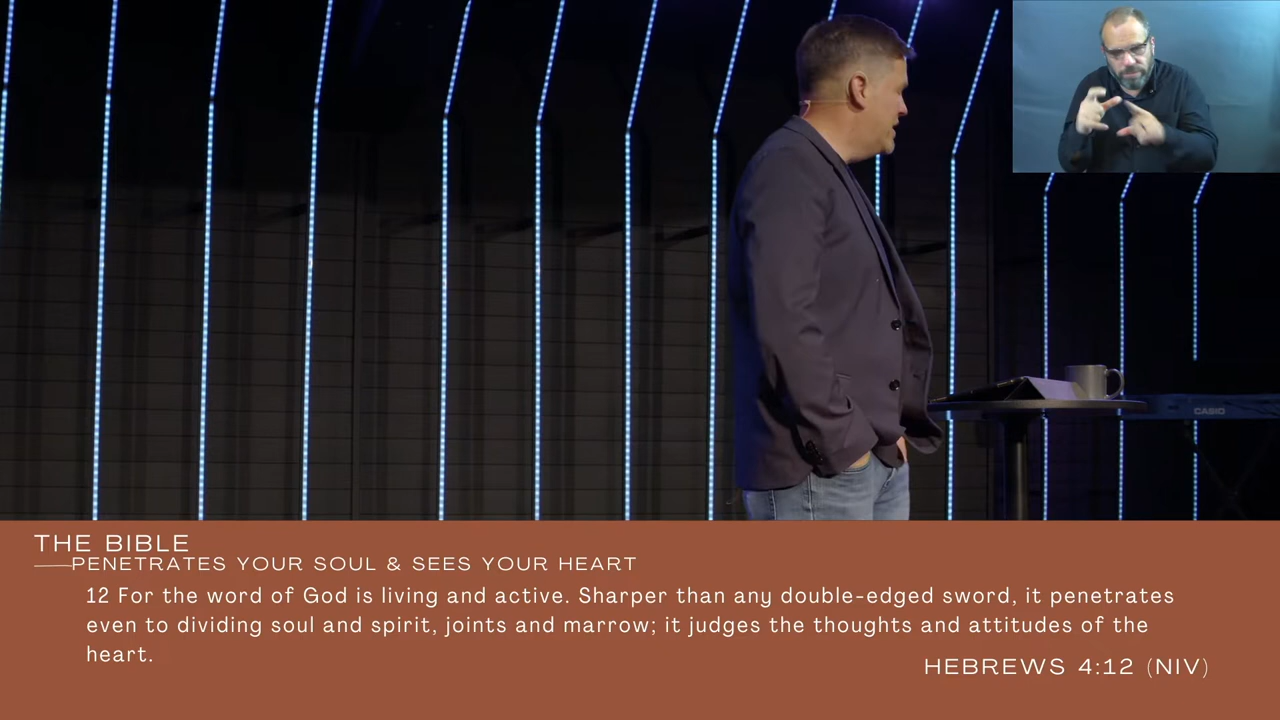 CASIO
THE BIBLE
PENETRATES YOUR SOUL & SEES YOUR HEART
12 For the word of God is living and active. Sharper than any double-edged sword, it penetrates
even to dividing soul and spirit, joints and marrow; it judges the thoughts and attitudes of the
heart.
HEBREWS 4:12 (NIV)